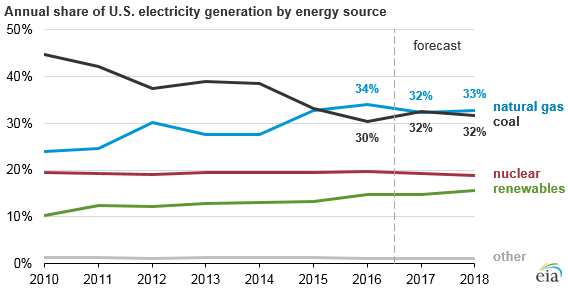 Annual share of U.S. electricity generation by energy source
50%
forecast
40%
34%
32%
33%
natural gas
30%
coal
30%
32%
32%
20%
nuclear
renewables
10%
other
0%
2010 2011 2012 2013 2014 2015 2016 2017 2018
eia